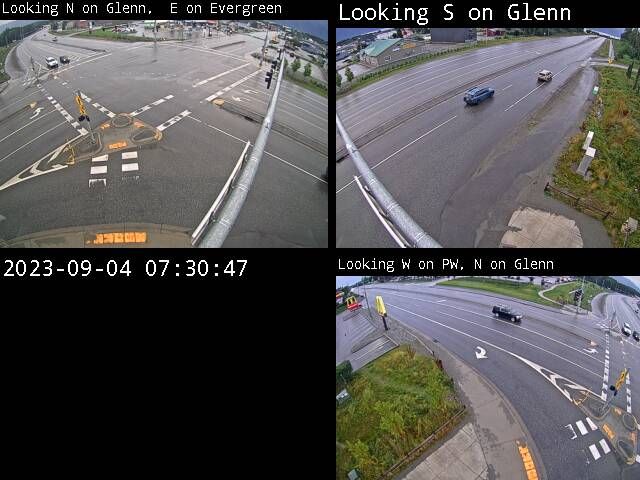 Looking N on Glenn,  E on Evergreen
Looking S on Glenn
2023-09-04 07:30:47
Looking W on PW, N on Glenn